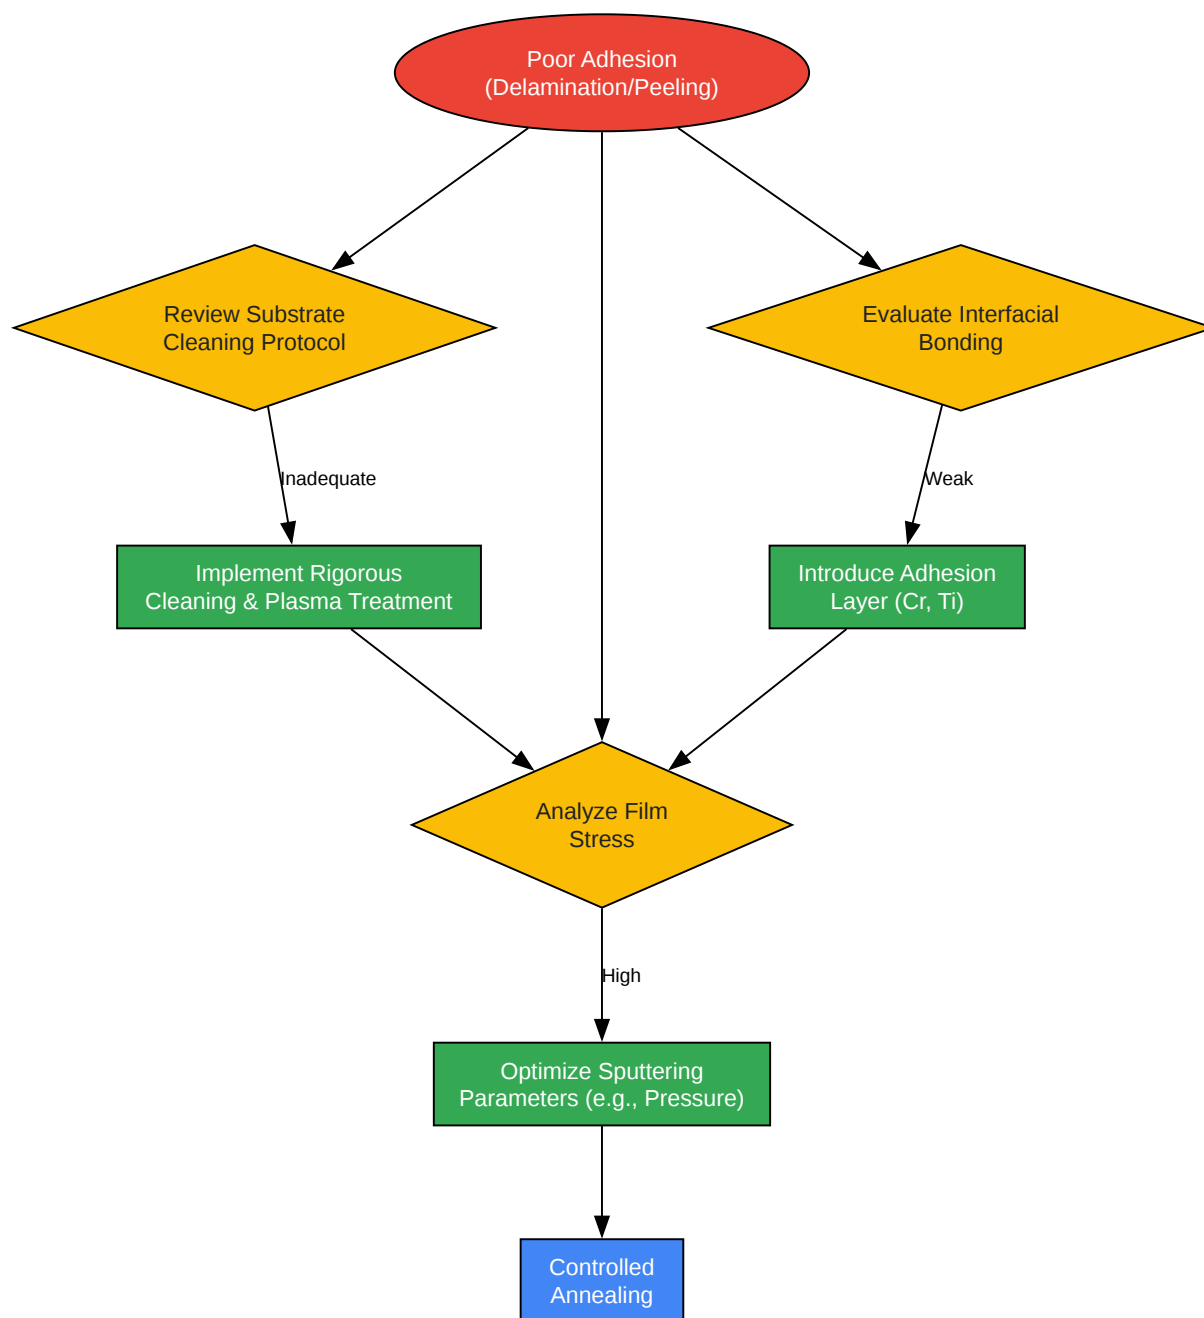 Poor Adhesion
(Delamination/Peeling)
Review Substrate
Cleaning Protocol
Evaluate Interfacial
Bonding
Inadequate
Weak
Implement Rigorous
Cleaning & Plasma Treatment
Introduce Adhesion
Layer (Cr, Ti)
Analyze Film
Stress
High
Optimize Sputtering
Parameters (e.g., Pressure)
Controlled
Annealing